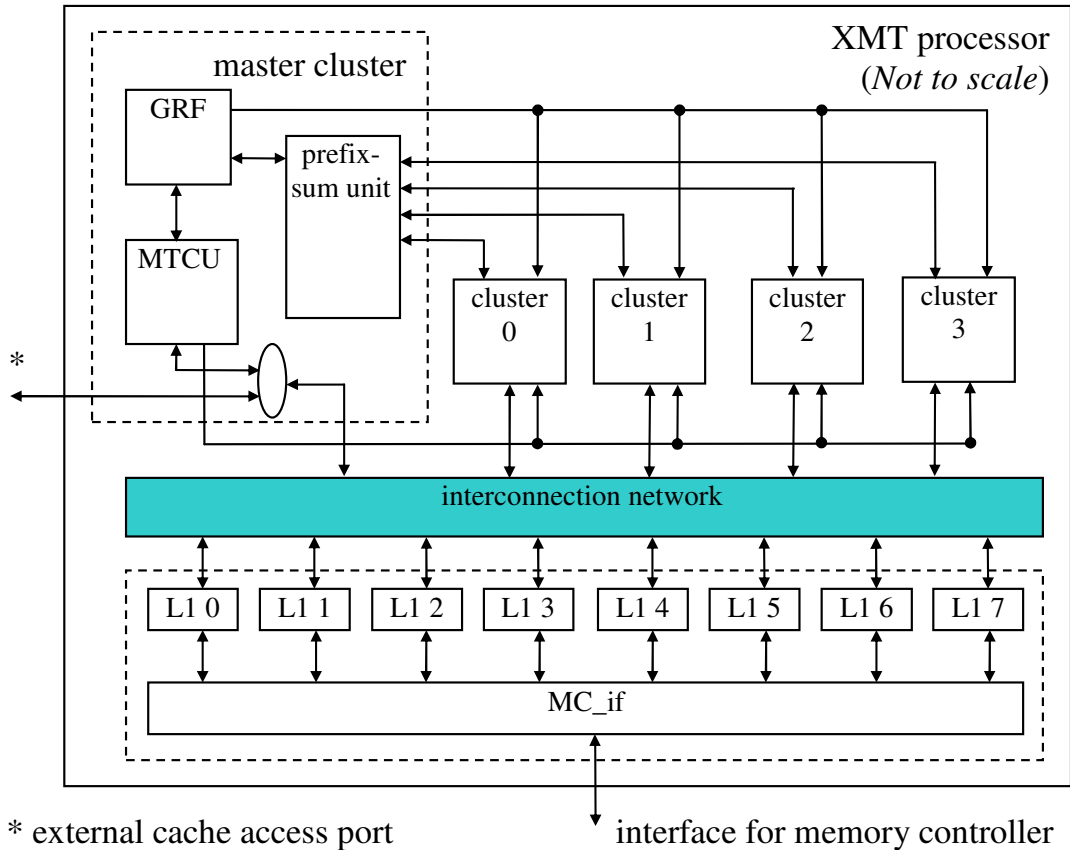 XMT processor
(Not to scale)
master cluster
GRF
prefix-
sum unit
MTCU
cluster
0
cluster
1
cluster
2
cluster
3
*
interconnection network
L1 0
L1 1
L1 2
L1 3
L1 4
L1 5
L1 6
L1 7
MC_if
* external cache access port
interface for memory controller